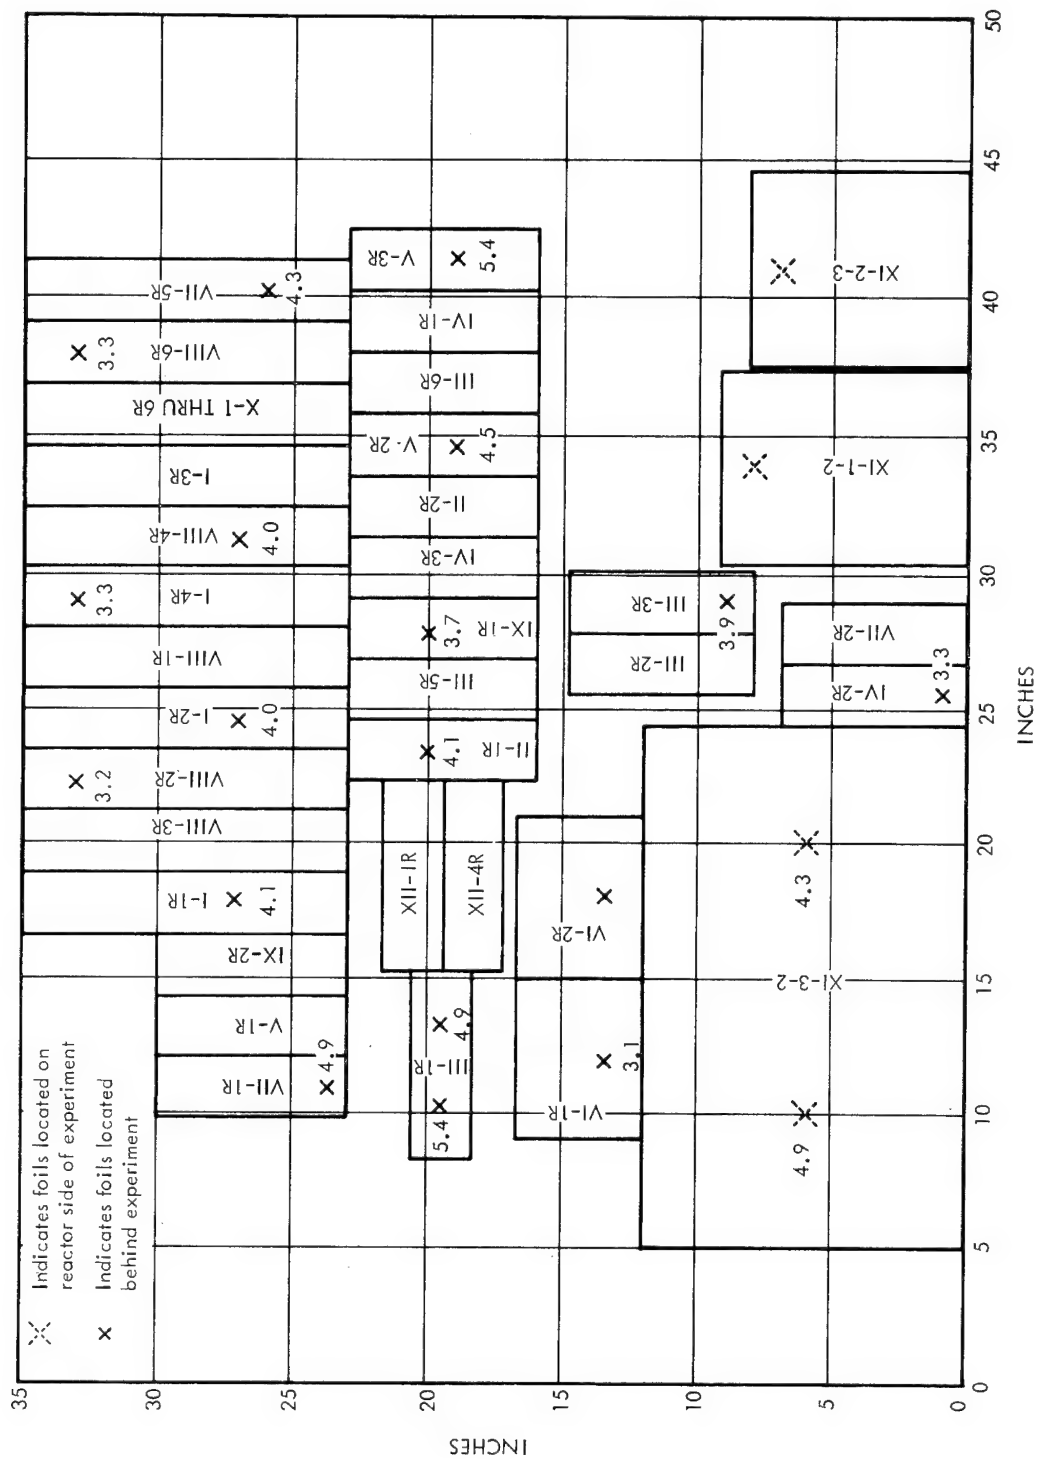 Indicates foils located on
reactor side of experiment
Indicates foils located
behind experiment
35
30
25
20
15
10
5
0
INCHES
0
5
10
15
20
25
30
35
40
45
50
INCHES
VII-1R
4.9
V-1R
IX-2R
I-1R
4.1
VIII-3R
VIII-2R
3.2
I-2R
4.0
VIII-1R
I-4R
3.3
VIII-4R
4.0
I-3R
X-1 THRU 6R
VIII-6R
3.3
VII-5R
4.3
III-1R
5.4
4.9
XII-1R
XII-4R
II-1R
4.1
III-5R
IX-1R
3.7
IV-3R
II-2R
V-2R
4.5
III-6R
IV-1R
V-3R
5.4
VI-1R
3.1
VI-2R
III-2R
III-3R
3.9
XI-3-2
4.9
4.3
IV-2R
3.3
VII-2R
XI-1-2
XI-2-3